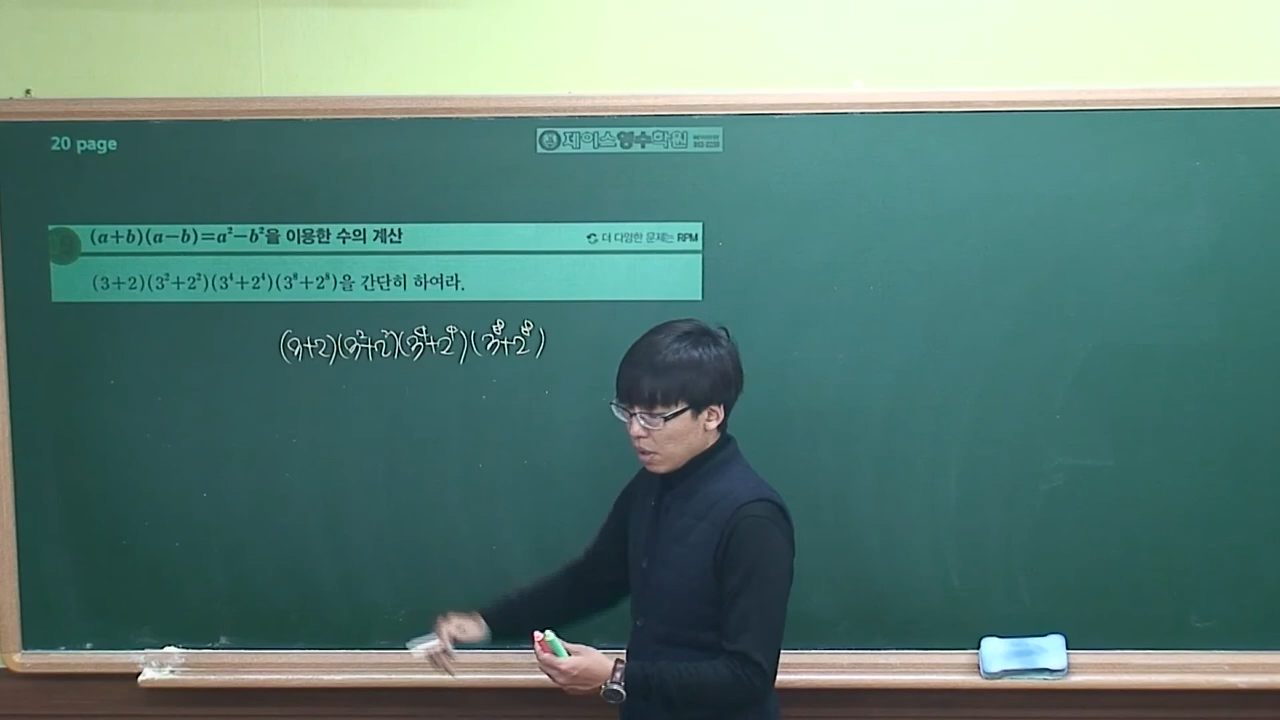 20 page
제이스영수학원
(a+b)(a−b)=a²−b²을 이용한 수의 계산
더 다양한 문제는 RPM
(3+2)(3²+2²)(3⁴+2⁴)(3⁸+2⁸)을 간단히 하여라.
(3+2)(3²+2²)(3⁴+2⁴)(3⁸+2⁸)